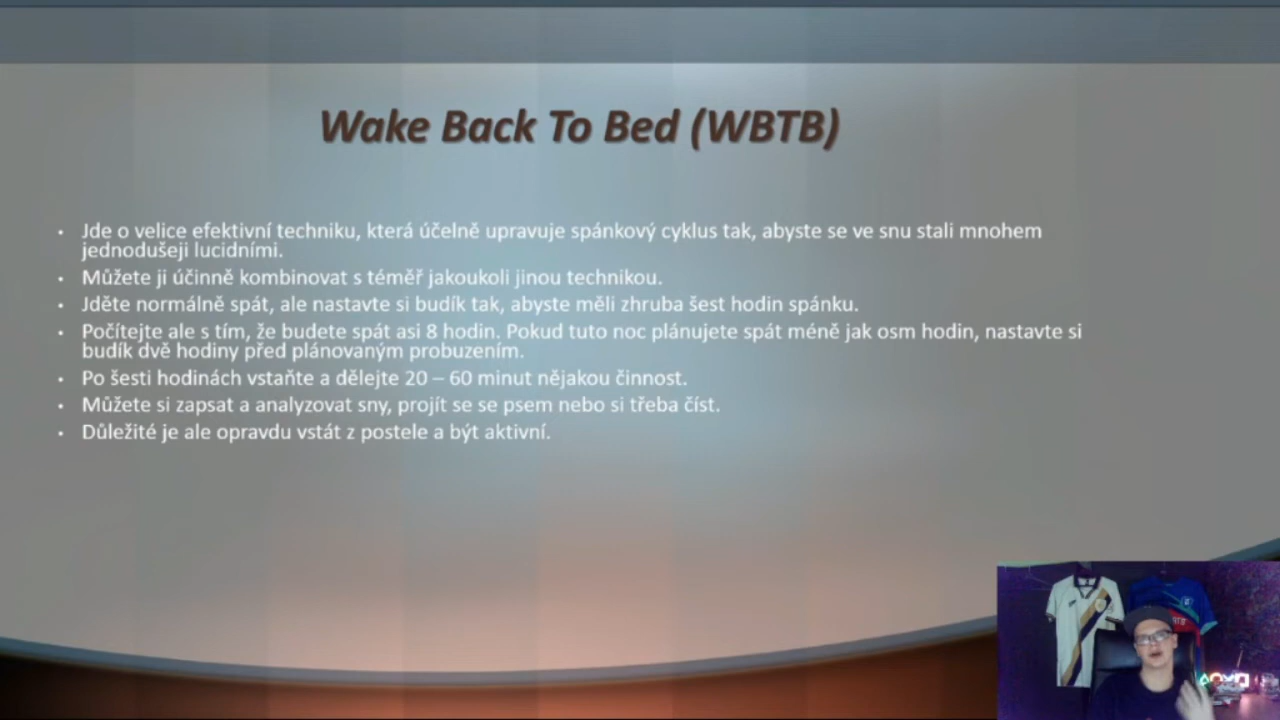 Wake Back To Bed (WBTB)
• Jde o velice efektivní techniku, která účelně upravuje spánkový cyklus tak, abyste se ve snu stali mnohem
jednodušeji lucidními.
• Můžete ji účinně kombinovat s téměř jakoukoli jinou technikou.
• Jděte normálně spát, ale nastavte si budík tak, abyste měli zhruba šest hodin spánku.
• Počítejte ale s tím, že budete spát asi 8 hodin. Pokud tuto noc plánujete spát méně jak osm hodin, nastavte si
budík dvě hodiny před plánovaným probuzením.
• Po šesti hodinách vstaňte a dělejte 20 – 60 minut nějakou činnost.
• Můžete si zapsat a analyzovat sny, projít se se psem nebo si třeba číst.
• Důležité je ale opravdu vstát z postele a být aktivní.